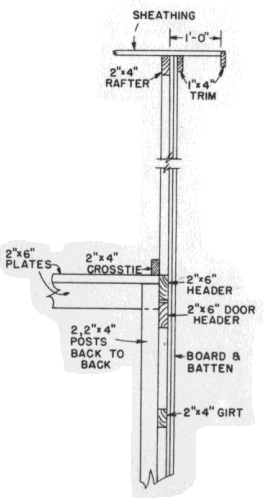 SHEATHING
1'-0"
2"x4"
RAFTER
1"x4"
TRIM
2"x6"
PLATES
2"x4"
CROSSTIE
2"x6"
HEADER
2"x6" DOOR
HEADER
2,2"x4"
POSTS
BACK TO
BACK
BOARD &
BATTEN
2"x4" GIRT